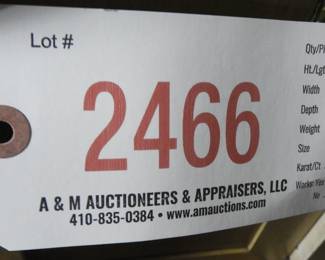 Lot #
2466
A & M AUCTIONEERS & APPRAISERS, LLC
410-835-0384 • www.amauctions.com
Qty/P
Ht./Lgt
Width
Depth
Weight
Size
Karat/Ct
No